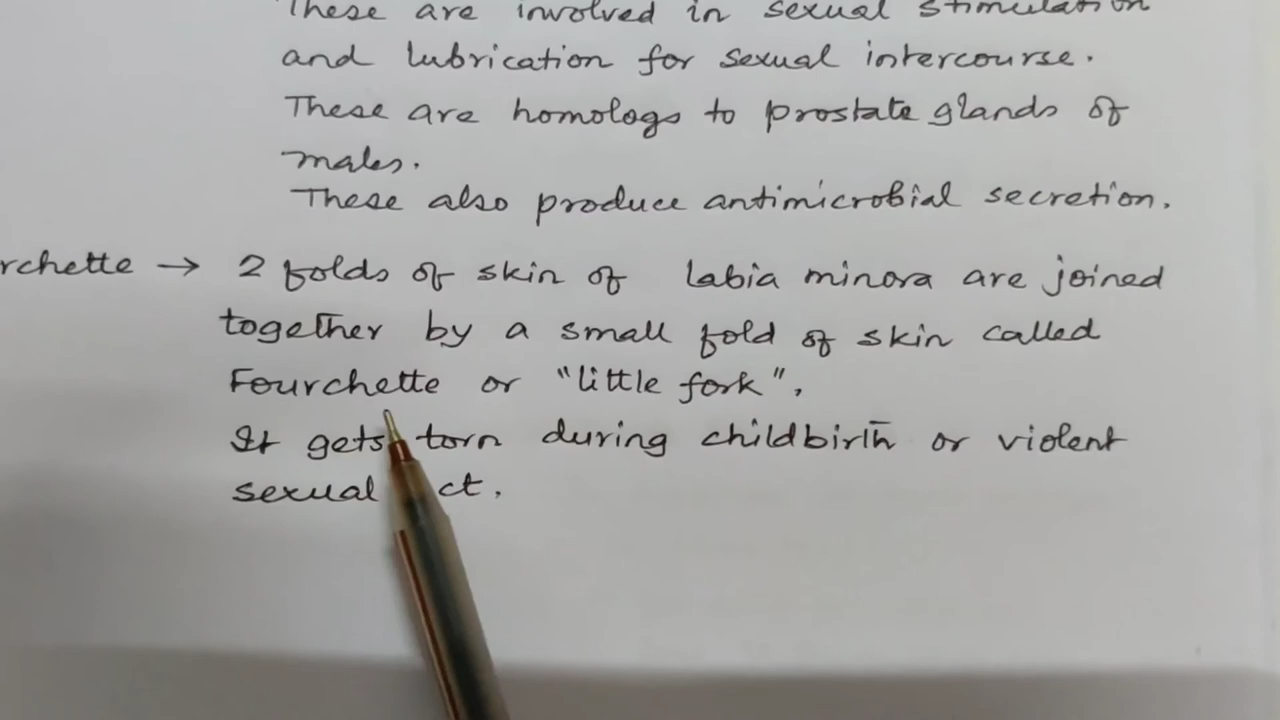 These are involved in sexual stimulation
and lubrication for sexual intercourse.
These are homologs to prostate glands of
males.
These also produce antimicrobial secretion.
rchette → 2 folds of skin of labia minora are joined
together by a small fold of skin called
Fourchette or "little fork",
It gets torn during childbirth or violent
sexual ct.